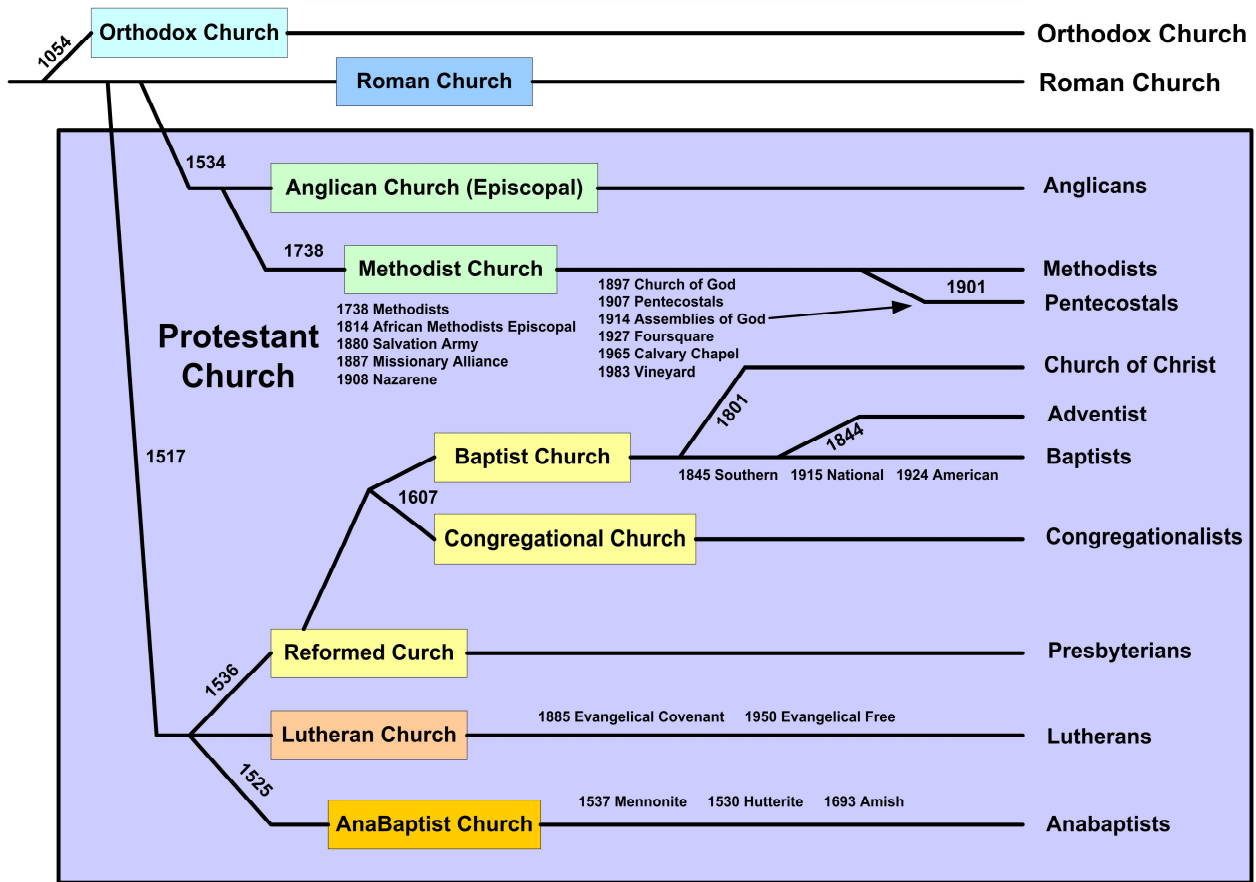 1054
Orthodox Church
Orthodox Church
Roman Church
Roman Church
1534
Anglican Church (Episcopal)
Anglicans
1738
Methodist Church
Methodists
1901
Pentecostals
1738 Methodists
1814 African Methodists Episcopal
1880 Salvation Army
1887 Missionary Alliance
1908 Nazarene
1897 Church of God
1907 Pentecostals
1914 Assemblies of God
1927 Foursquare
1965 Calvary Chapel
1983 Vineyard
Protestant
Church
Church of Christ
1801
Adventist
1844
1517
Baptist Church
Baptists
1845 Southern 1915 National 1924 American
1607
Congregational Church
Congregationalists
1536
Reformed Curch
Presbyterians
Lutheran Church
1885 Evangelical Covenant 1950 Evangelical Free
Lutherans
1525
AnaBaptist Church
1537 Mennonite 1530 Hutterite 1693 Amish
Anabaptists